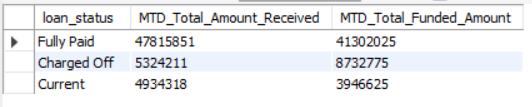 loan_status MTD_Total_Amount_Received MTD_Total_Funded_Amount
Fully Paid 47815851 41302025
Charged Off 5324211 8732775
Current 4934318 3946625